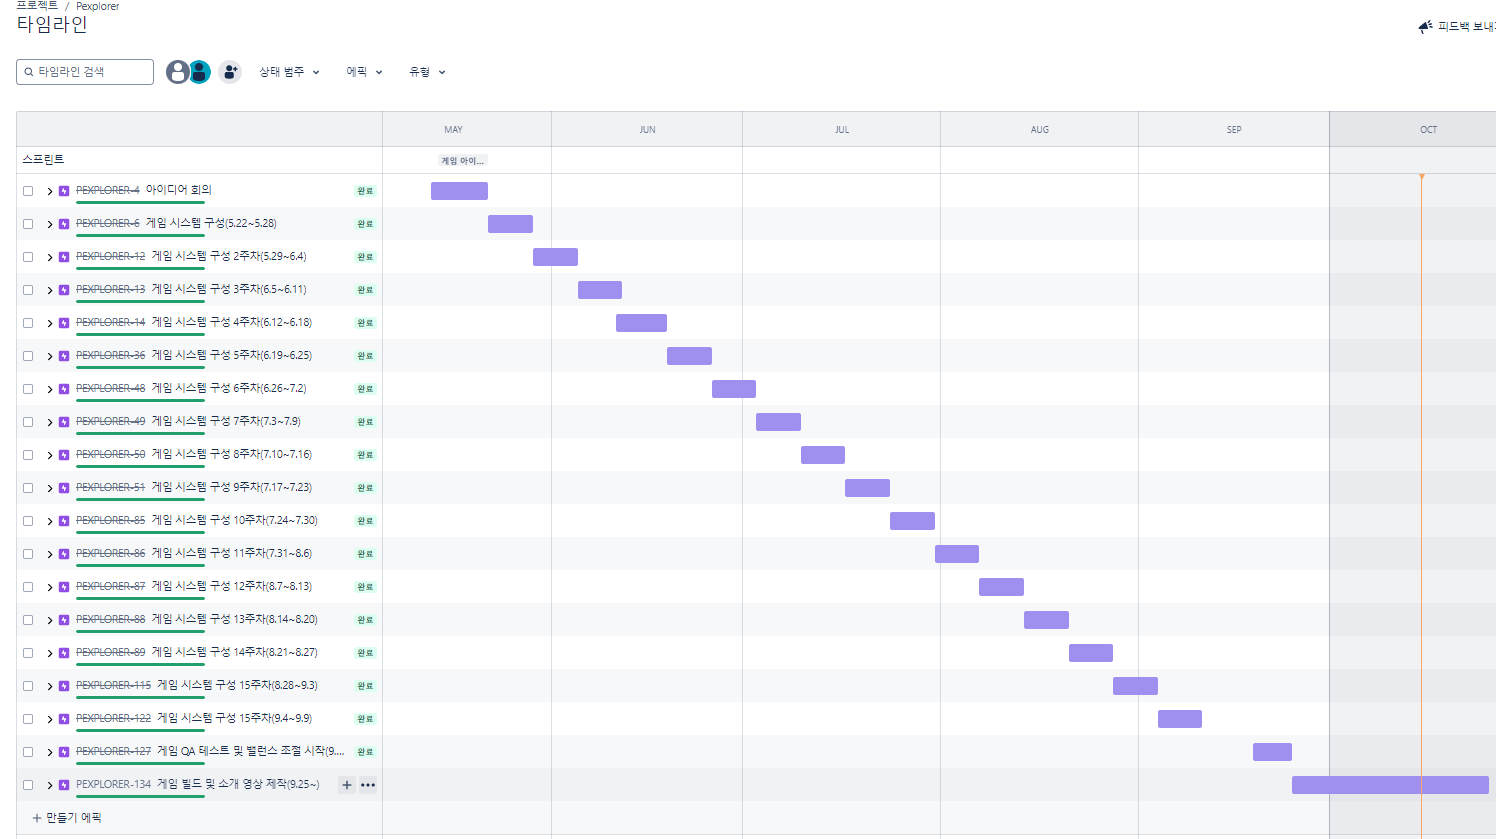 프로젝트 / Pexplorer
타임라인
피드백 보내
타임라인 검색
상태 범주
에픽
유형
MAY JUN JUL AUG SEP OCT
스프린트
게임 아이...
PEXPLORER-4 아이디어 회의 완료
PEXPLORER-6 게임 시스템 구성(5.22~5.28) 완료
PEXPLORER-12 게임 시스템 구성 2주차(5.29~6.4) 완료
PEXPLORER-13 게임 시스템 구성 3주차(6.5~6.11) 완료
PEXPLORER-14 게임 시스템 구성 4주차(6.12~6.18) 완료
PEXPLORER-36 게임 시스템 구성 5주차(6.19~6.25) 완료
PEXPLORER-48 게임 시스템 구성 6주차(6.26~7.2) 완료
PEXPLORER-49 게임 시스템 구성 7주차(7.3~7.9) 완료
PEXPLORER-50 게임 시스템 구성 8주차(7.10~7.16) 완료
PEXPLORER-51 게임 시스템 구성 9주차(7.17~7.23) 완료
PEXPLORER-85 게임 시스템 구성 10주차(7.24~7.30) 완료
PEXPLORER-86 게임 시스템 구성 11주차(7.31~8.6) 완료
PEXPLORER-87 게임 시스템 구성 12주차(8.7~8.13) 완료
PEXPLORER-88 게임 시스템 구성 13주차(8.14~8.20) 완료
PEXPLORER-89 게임 시스템 구성 14주차(8.21~8.27) 완료
PEXPLORER-115 게임 시스템 구성 15주차(8.28~9.3) 완료
PEXPLORER-122 게임 시스템 구성 15주차(9.4~9.9) 완료
PEXPLORER-127 게임 QA 테스트 및 밸런스 조절 시작(9.... 완료
PEXPLORER-134 게임 빌드 및 소개 영상 제작(9.25~)
+ 만들기 에픽